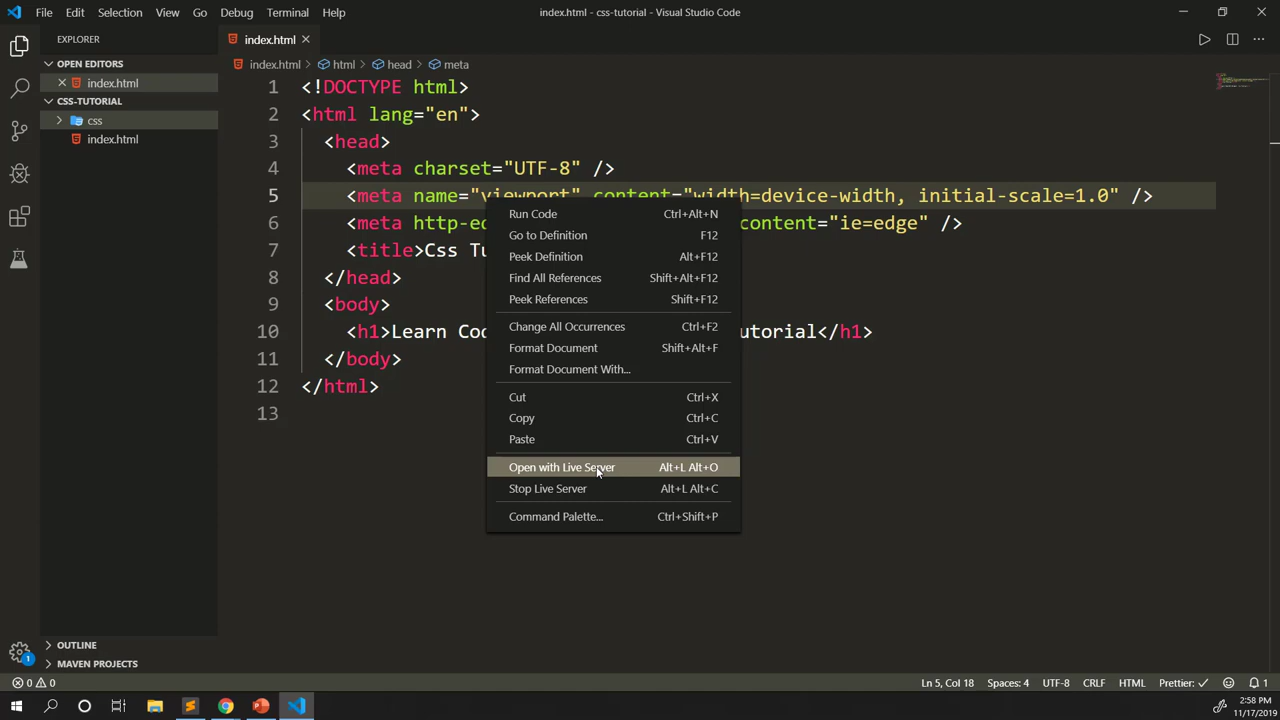 File Edit Selection View Go Debug Terminal Help
index.html - css-tutorial - Visual Studio Code
EXPLORER
OPEN EDITORS
index.html
CSS-TUTORIAL
css
index.html
OUTLINE
MAVEN PROJECTS
index.html
index.html > html > head > meta
1 <!DOCTYPE html>
2 <html lang="en">
3 <head>
4 <meta charset="UTF-8" />
5 <meta name="viewport" content="width=device-width, initial-scale=1.0" />
6 <meta http-e content="ie=edge" />
7 <title>Css Tu
8 </head>
9 <body>
10 <h1>Learn Co utorial</h1>
11 </body>
12 </html>
13
Run Code Ctrl+Alt+N
Go to Definition F12
Peek Definition Alt+F12
Find All References Shift+Alt+F12
Peek References Shift+F12
Change All Occurrences Ctrl+F2
Format Document Shift+Alt+F
Format Document With...
Cut Ctrl+X
Copy Ctrl+C
Paste Ctrl+V
Open with Live Server Alt+L Alt+O
Stop Live Server Alt+L Alt+C
Command Palette... Ctrl+Shift+P
1
0 0
Ln 5, Col 18 Spaces: 4 UTF-8 CRLF HTML Prettier: ✓ 1
2:58 PM
11/17/2019